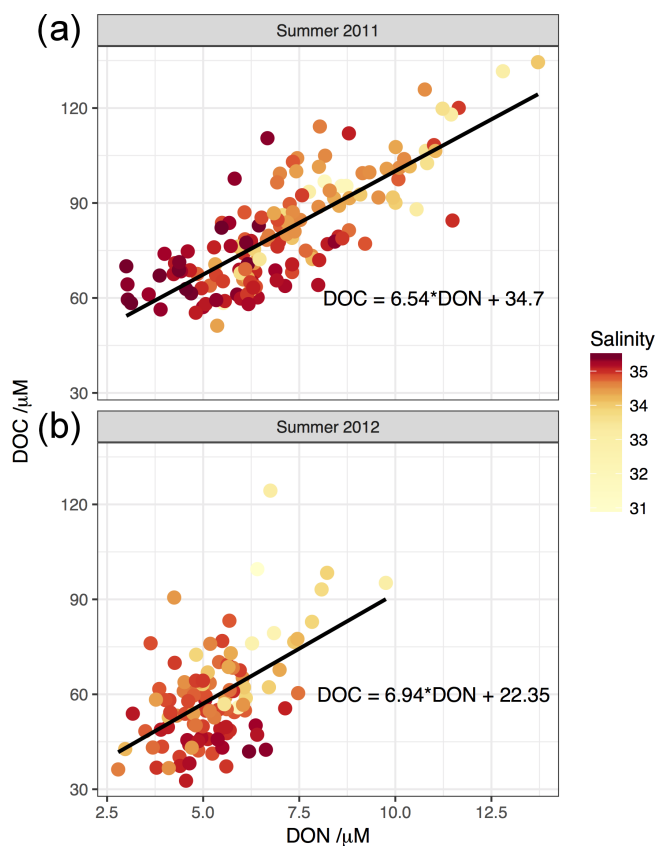 (a)
Summer 2011
120
90
60
30
DOC = 6.54*DON + 34.7
Salinity
35
34
33
32
31
DOC /µM
(b)
Summer 2012
120
90
60
30
DOC = 6.94*DON + 22.35
2.5 5.0 7.5 10.0 12.5
DON /µM